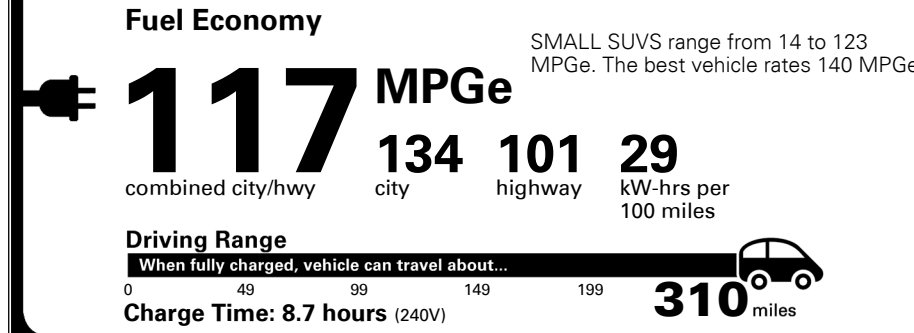 Fuel Economy
SMALL SUVS range from 14 to 123
MPGe. The best vehicle rates 140 MPGe
117 MPGe
combined city/hwy
134 city
101 highway
29 kW-hrs per
100 miles
Driving Range
When fully charged, vehicle can travel about...
0 49 99 149 199 310 miles
Charge Time: 8.7 hours (240V)